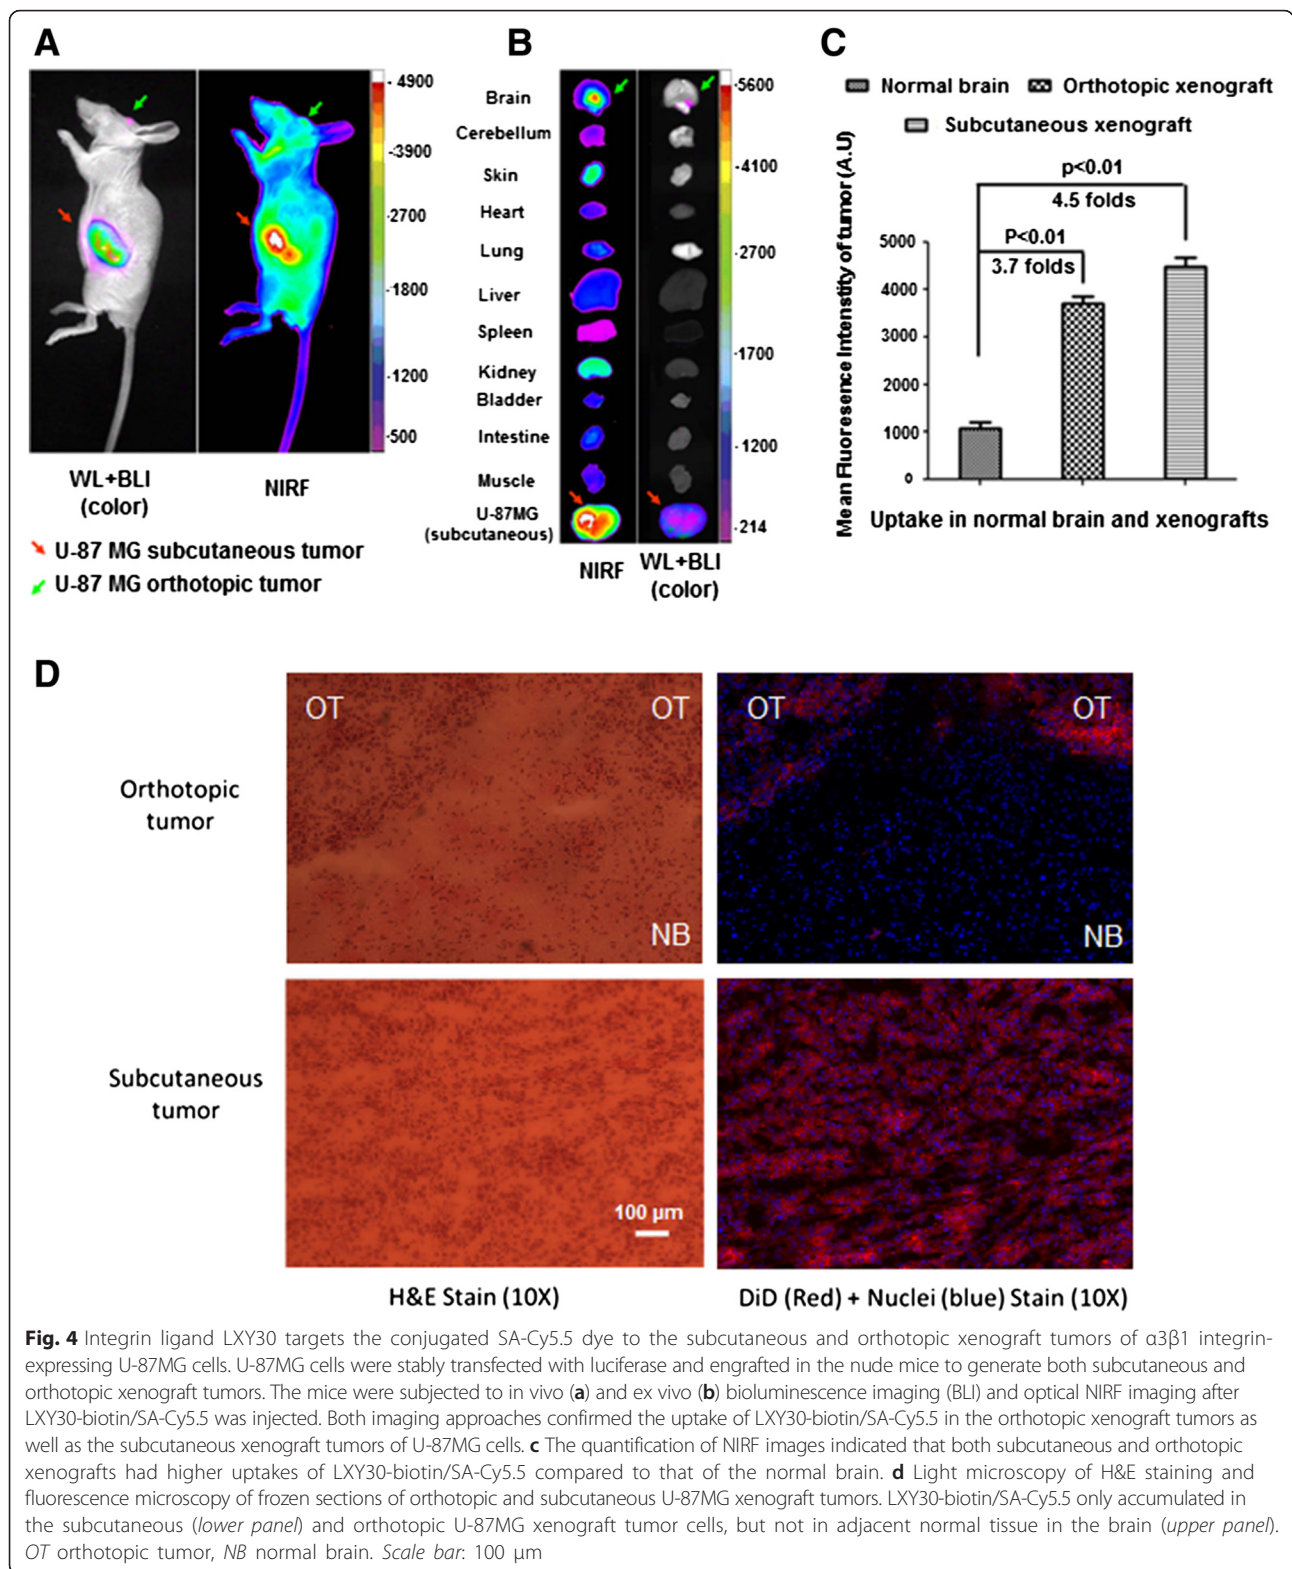 A
- 4900
-3900
-2700
-1800
-1200
-500
WL+BLI
(color)
NIRF
U-87 MG subcutaneous tumor
U-87 MG orthotopic tumor
B
Brain
Cerebellum
Skin
Heart
Lung
Liver
Spleen
Kidney
Bladder
Intestine
Muscle
U-87MG
(subcutaneous)
-5600
-4100
-2700
-1700
-1200
-214
NIRF
WL+BLI
(color)
C
Normal brain
Orthotopic xenograft
Subcutaneous xenograft
Mean Fluoresence Intenstity of tumor (A.U)
p<0.01
4.5 folds
P<0.01
3.7 folds
5000
4000
3000
2000
1000
0
Uptake in normal brain and xenografts
D
Orthotopic
tumor
OT
OT
NB
OT
OT
NB
Subcutaneous
tumor
100 µm
H&E Stain (10X)
DiD (Red) + Nuclei (blue) Stain (10X)
Fig. 4 Integrin ligand LXY30 targets the conjugated SA-Cy5.5 dye to the subcutaneous and orthotopic xenograft tumors of α3β1 integrin-
expressing U-87MG cells. U-87MG cells were stably transfected with luciferase and engrafted in the nude mice to generate both subcutaneous and
orthotopic xenograft tumors. The mice were subjected to in vivo (a) and ex vivo (b) bioluminescence imaging (BLI) and optical NIRF imaging after
LXY30-biotin/SA-Cy5.5 was injected. Both imaging approaches confirmed the uptake of LXY30-biotin/SA-Cy5.5 in the orthotopic xenograft tumors as
well as the subcutaneous xenograft tumors of U-87MG cells. c The quantification of NIRF images indicated that both subcutaneous and orthotopic
xenografts had higher uptakes of LXY30-biotin/SA-Cy5.5 compared to that of the normal brain. d Light microscopy of H&E staining and
fluorescence microscopy of frozen sections of orthotopic and subcutaneous U-87MG xenograft tumors. LXY30-biotin/SA-Cy5.5 only accumulated in
the subcutaneous (lower panel) and orthotopic U-87MG xenograft tumor cells, but not in adjacent normal tissue in the brain (upper panel).
OT orthotopic tumor, NB normal brain. Scale bar: 100 µm